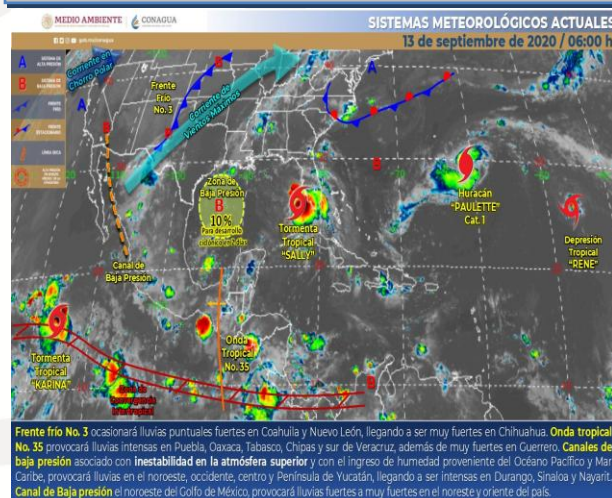 MEDIO AMBIENTE
CONAGUA
SISTEMAS METEOROLÓGICOS ACTUALES
13 de septiembre de 2020 / 06:00 h
A
B
Corriente en
Chorro Polar
Frente
Frío
No. 3
Corriente de
Vientos Máximos
A
A
B
B
B
Zona de
Baja Presión
B
10 %
Para desarrollo
Tormenta
Tropical
"SALLY"
Huracán
"PAULETTE"
Cat. 1
Depresión
Tropical
"RENE"
Canal de
Baja Presión
Tormenta
Tropical
"KARINA"
Onda
Tropical
No. 35
B
Frente frío No. 3 ocasionará lluvias puntuales fuertes en Coahuila y Nuevo León, llegando a ser muy fuertes en Chihuahua. Onda tropical
No. 35 provocará lluvias intensas en Puebla, Oaxaca, Tabasco, Chipas y sur de Veracruz, además de muy fuertes en Guerrero. Canales de
baja presión asociado con inestabilidad en la atmósfera superior y con el ingreso de humedad proveniente del Océano Pacífico y Mar
Caribe, provocará lluvias en el noroeste, occidente, centro y Península de Yucatán, llegando a ser intensas en Durango, Sinaloa y Nayarit
Canal de Baja Presión el noroeste del Golfo de México, provocará lluvias fuertes a muy fuertes en el noreste y oriente del país.